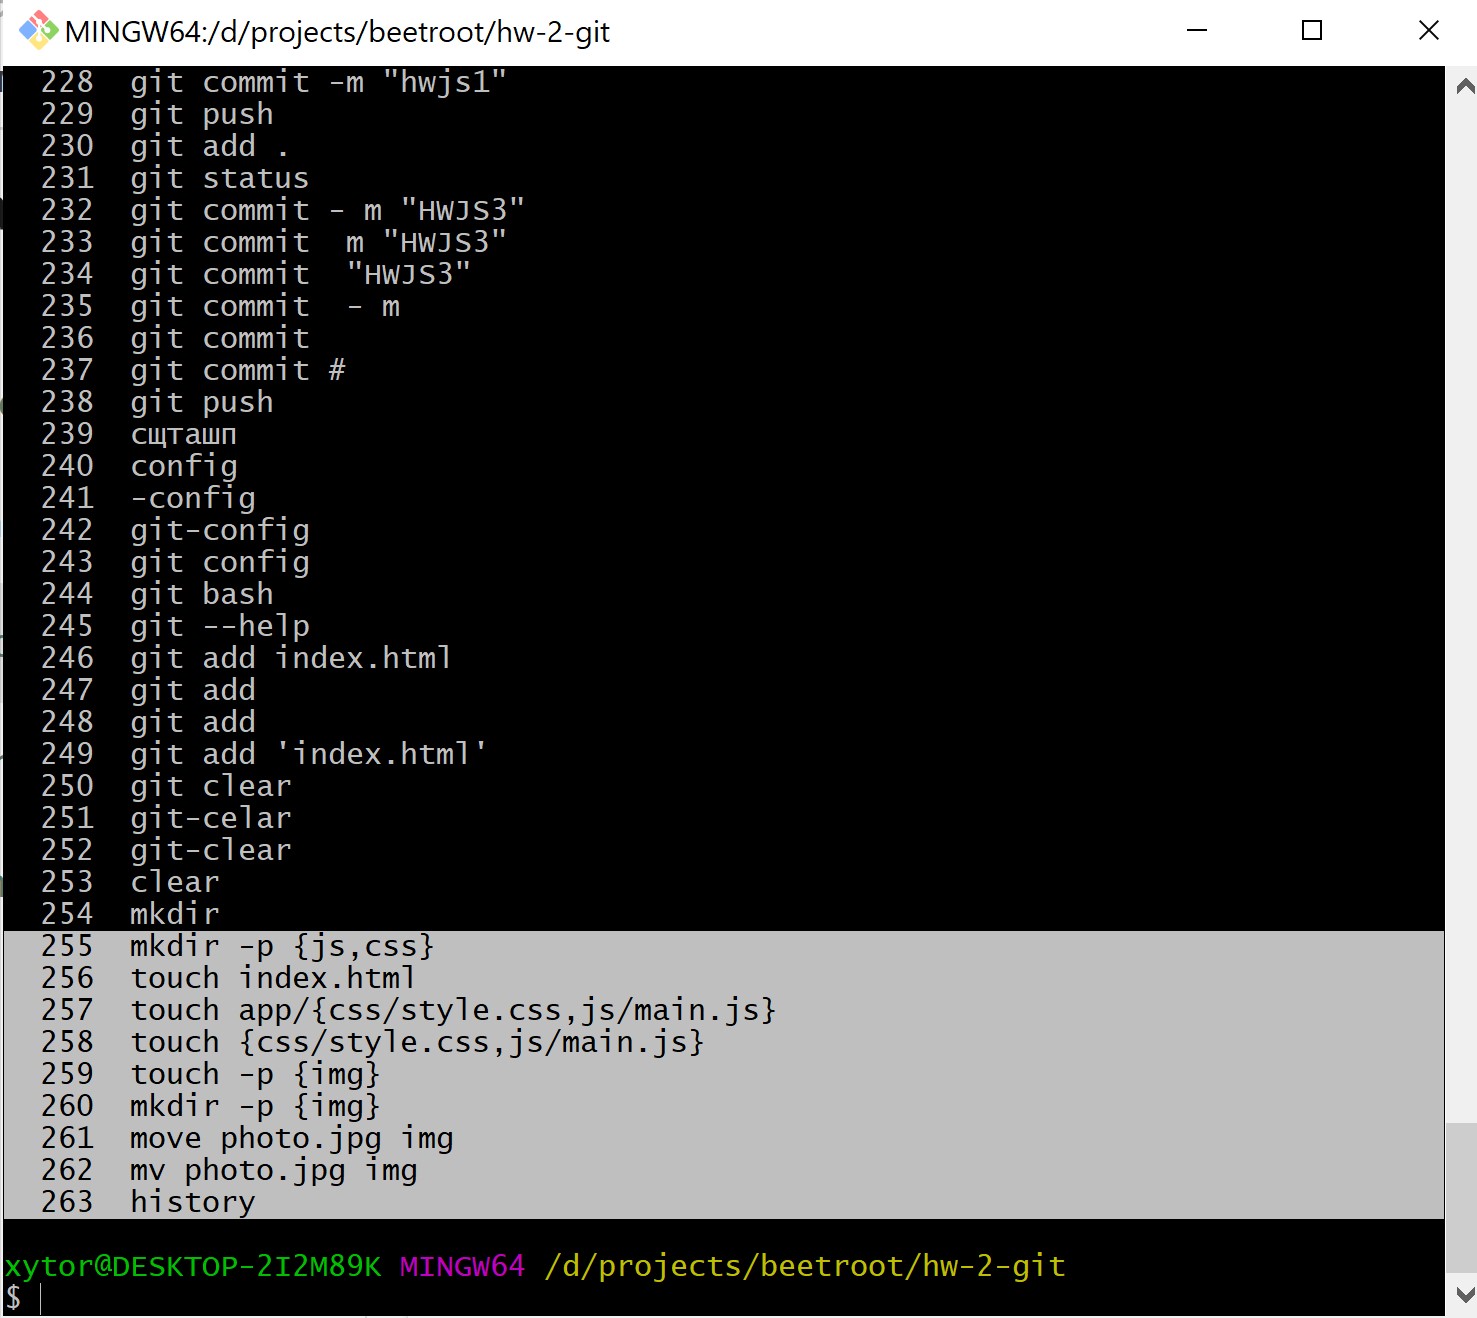 MINGW64:/d/projects/beetroot/hw-2-git
228 git commit -m "hwjs1"
229 git push
230 git add .
231 git status
232 git commit - m "HWJS3"
233 git commit  m "HWJS3"
234 git commit  "HWJS3"
235 git commit  - m
236 git commit
237 git commit #
238 git push
239 сщташп
240 config
241 -config
242 git-config
243 git config
244 git bash
245 git --help
246 git add index.html
247 git add
248 git add
249 git add 'index.html'
250 git clear
251 git-celar
252 git-clear
253 clear
254 mkdir
255 mkdir -p {js,css}
256 touch index.html
257 touch app/{css/style.css,js/main.js}
258 touch {css/style.css,js/main.js}
259 touch -p {img}
260 mkdir -p {img}
261 move photo.jpg img
262 mv photo.jpg img
263 history
xytor@DESKTOP-2I2M89K MINGW64 /d/projects/beetroot/hw-2-git
$